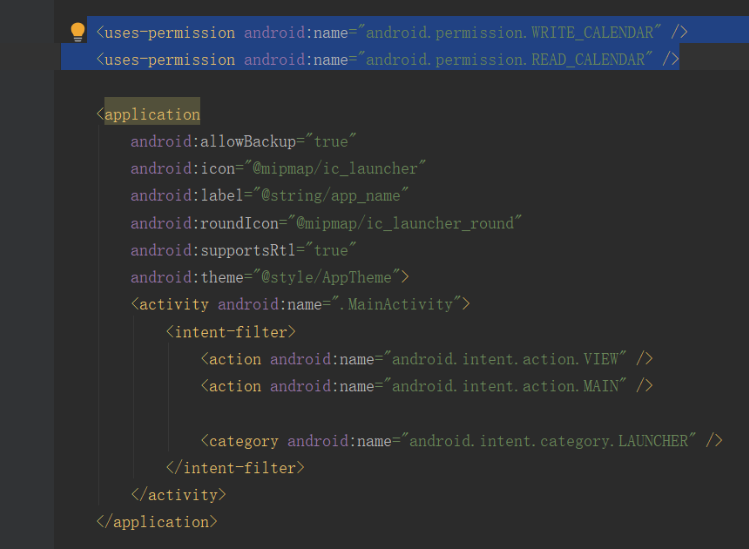 <uses-permission android:name="android.permission.WRITE_CALENDAR" />
<uses-permission android:name="android.permission.READ_CALENDAR" />
<application
android:allowBackup="true"
android:icon="@mipmap/ic_launcher"
android:label="@string/app_name"
android:roundIcon="@mipmap/ic_launcher_round"
android:supportsRtl="true"
android:theme="@style/AppTheme">
<activity android:name=".MainActivity">
<intent-filter>
<action android:name="android.intent.action.VIEW" />
<action android:name="android.intent.action.MAIN" />
<category android:name="android.intent.category.LAUNCHER" />
</intent-filter>
</activity>
</application>